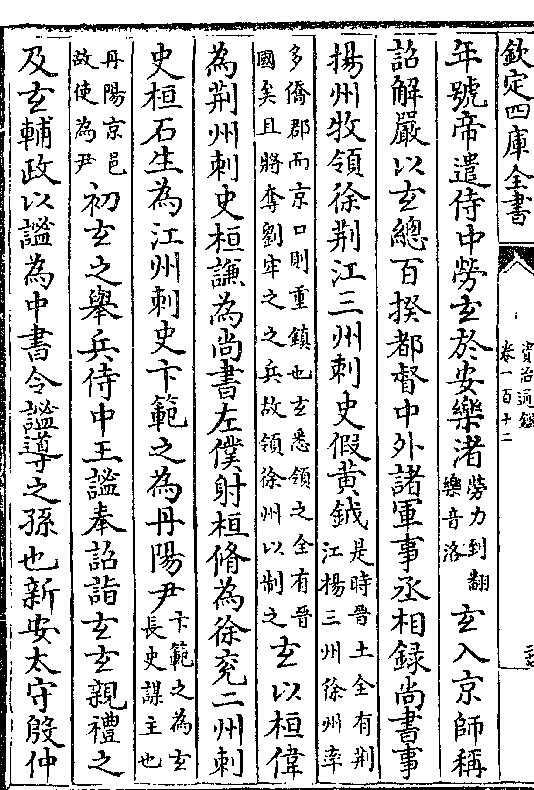 欽定四庫全書
資治通鑑
卷一百十二
年號帝遣侍中勞玄於安樂渚勞力到翻樂音洛玄入京師稱
詔解嚴以玄總百揆都督中外諸軍事丞相録尚書事
揚州牧領徐荆江三州刺史假黄鉞是時晉土全有荆江楊三州徐州率
多僑郡而京口則重鎮也玄悉領之全有晉國矣且將奪劉牢之之兵故領徐州以制之玄以桓偉
為荆州刺史桓謙為尚書左僕射桓脩為徐兖二州刺
史桓石生為江州刺史卞範之為丹陽尹卞範之為玄長史謀主也
丹陽京邑故使為尹初玄之舉兵侍中王謐奉詔詣玄玄親禮之
及玄輔政以謐為中書令謐導之孫也新安太守殷仲